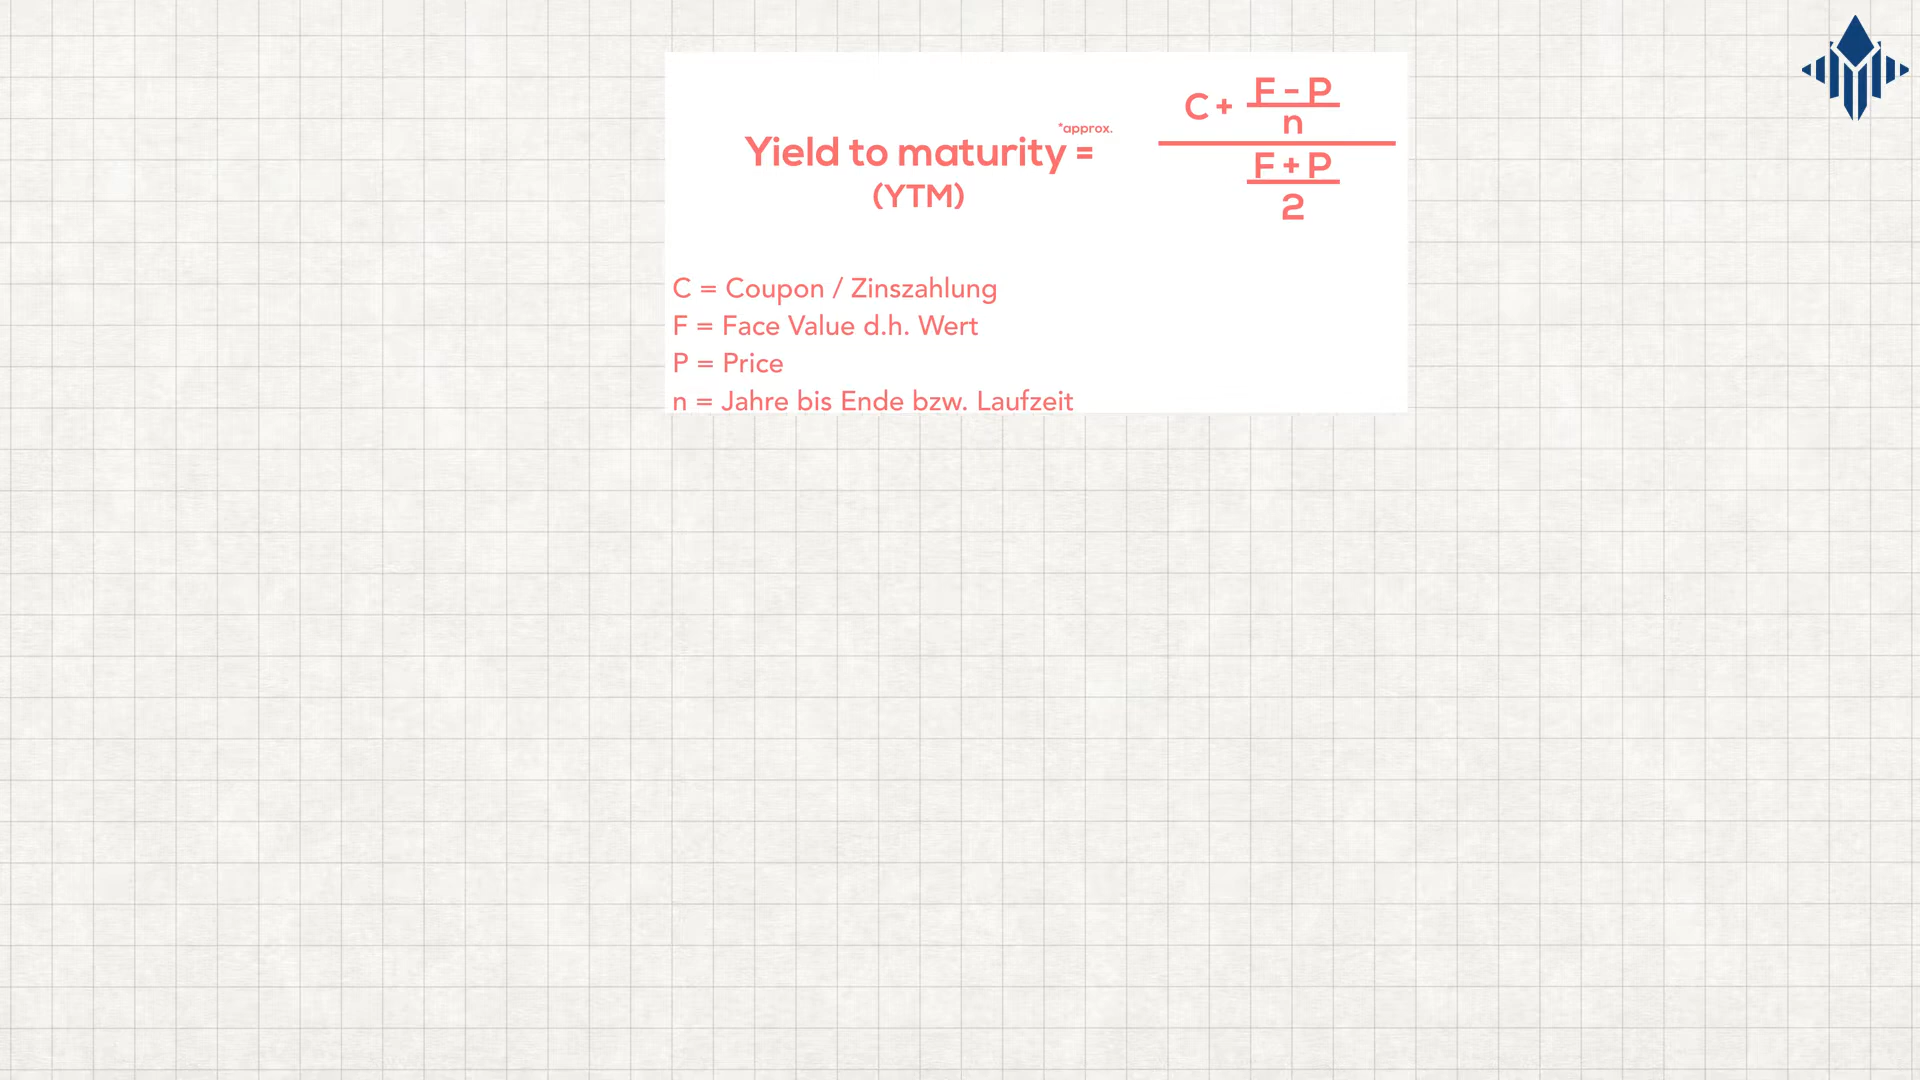 F - P
C +
n
*approx.
Yield to maturity =
F + P
(YTM)
2
C = Coupon / Zinszahlung
F = Face Value d.h. Wert
P = Price
n = Jahre bis Ende bzw. Laufzeit